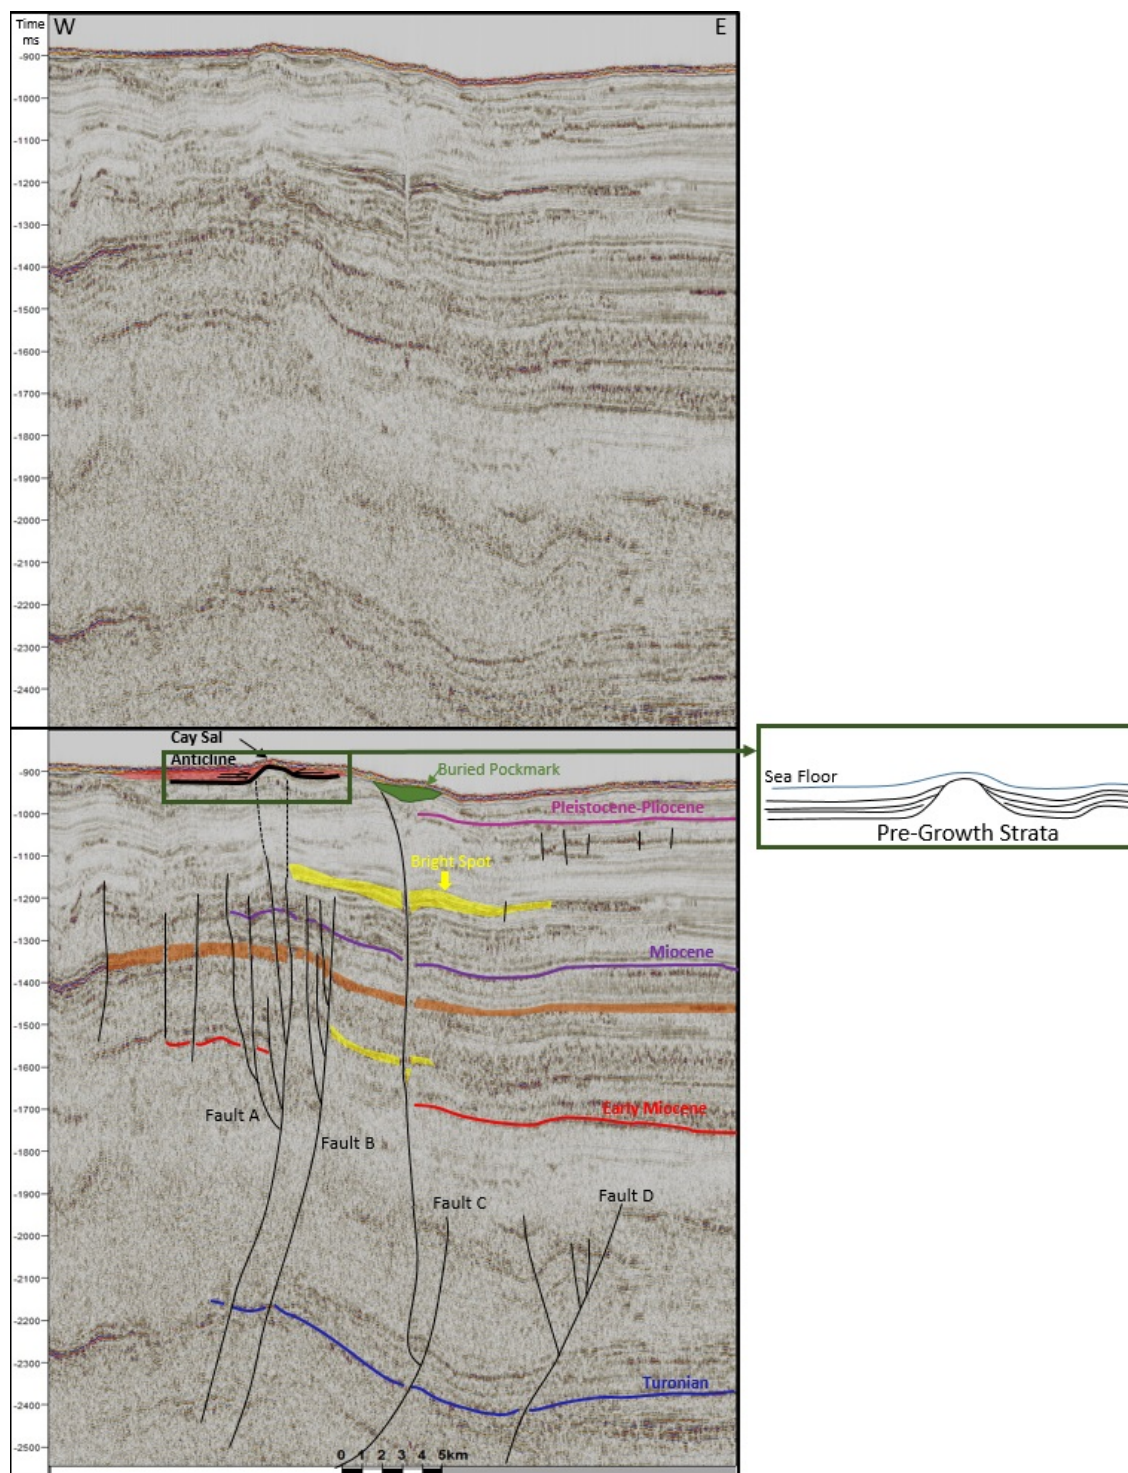 Time
ms
W
E
-900
-1000
-1100
-1200
-1300
-1400
-1500
-1600
-1700
-1800
-1900
-2000
-2100
-2200
-2300
-2400
Cay Sal
Anticline
Buried Pockmark
Pleistocene-Pliocene
Bright Spot
Miocene
Early Miocene
Fault A
Fault B
Fault C
Fault D
Turonian
-900
-1000
-1100
-1200
-1300
-1400
-1500
-1600
-1700
-1800
-1900
-2000
-2100
-2200
-2300
-2400
-2500
0 1 2 3 4 5km
Sea Floor
Pre-Growth Strata